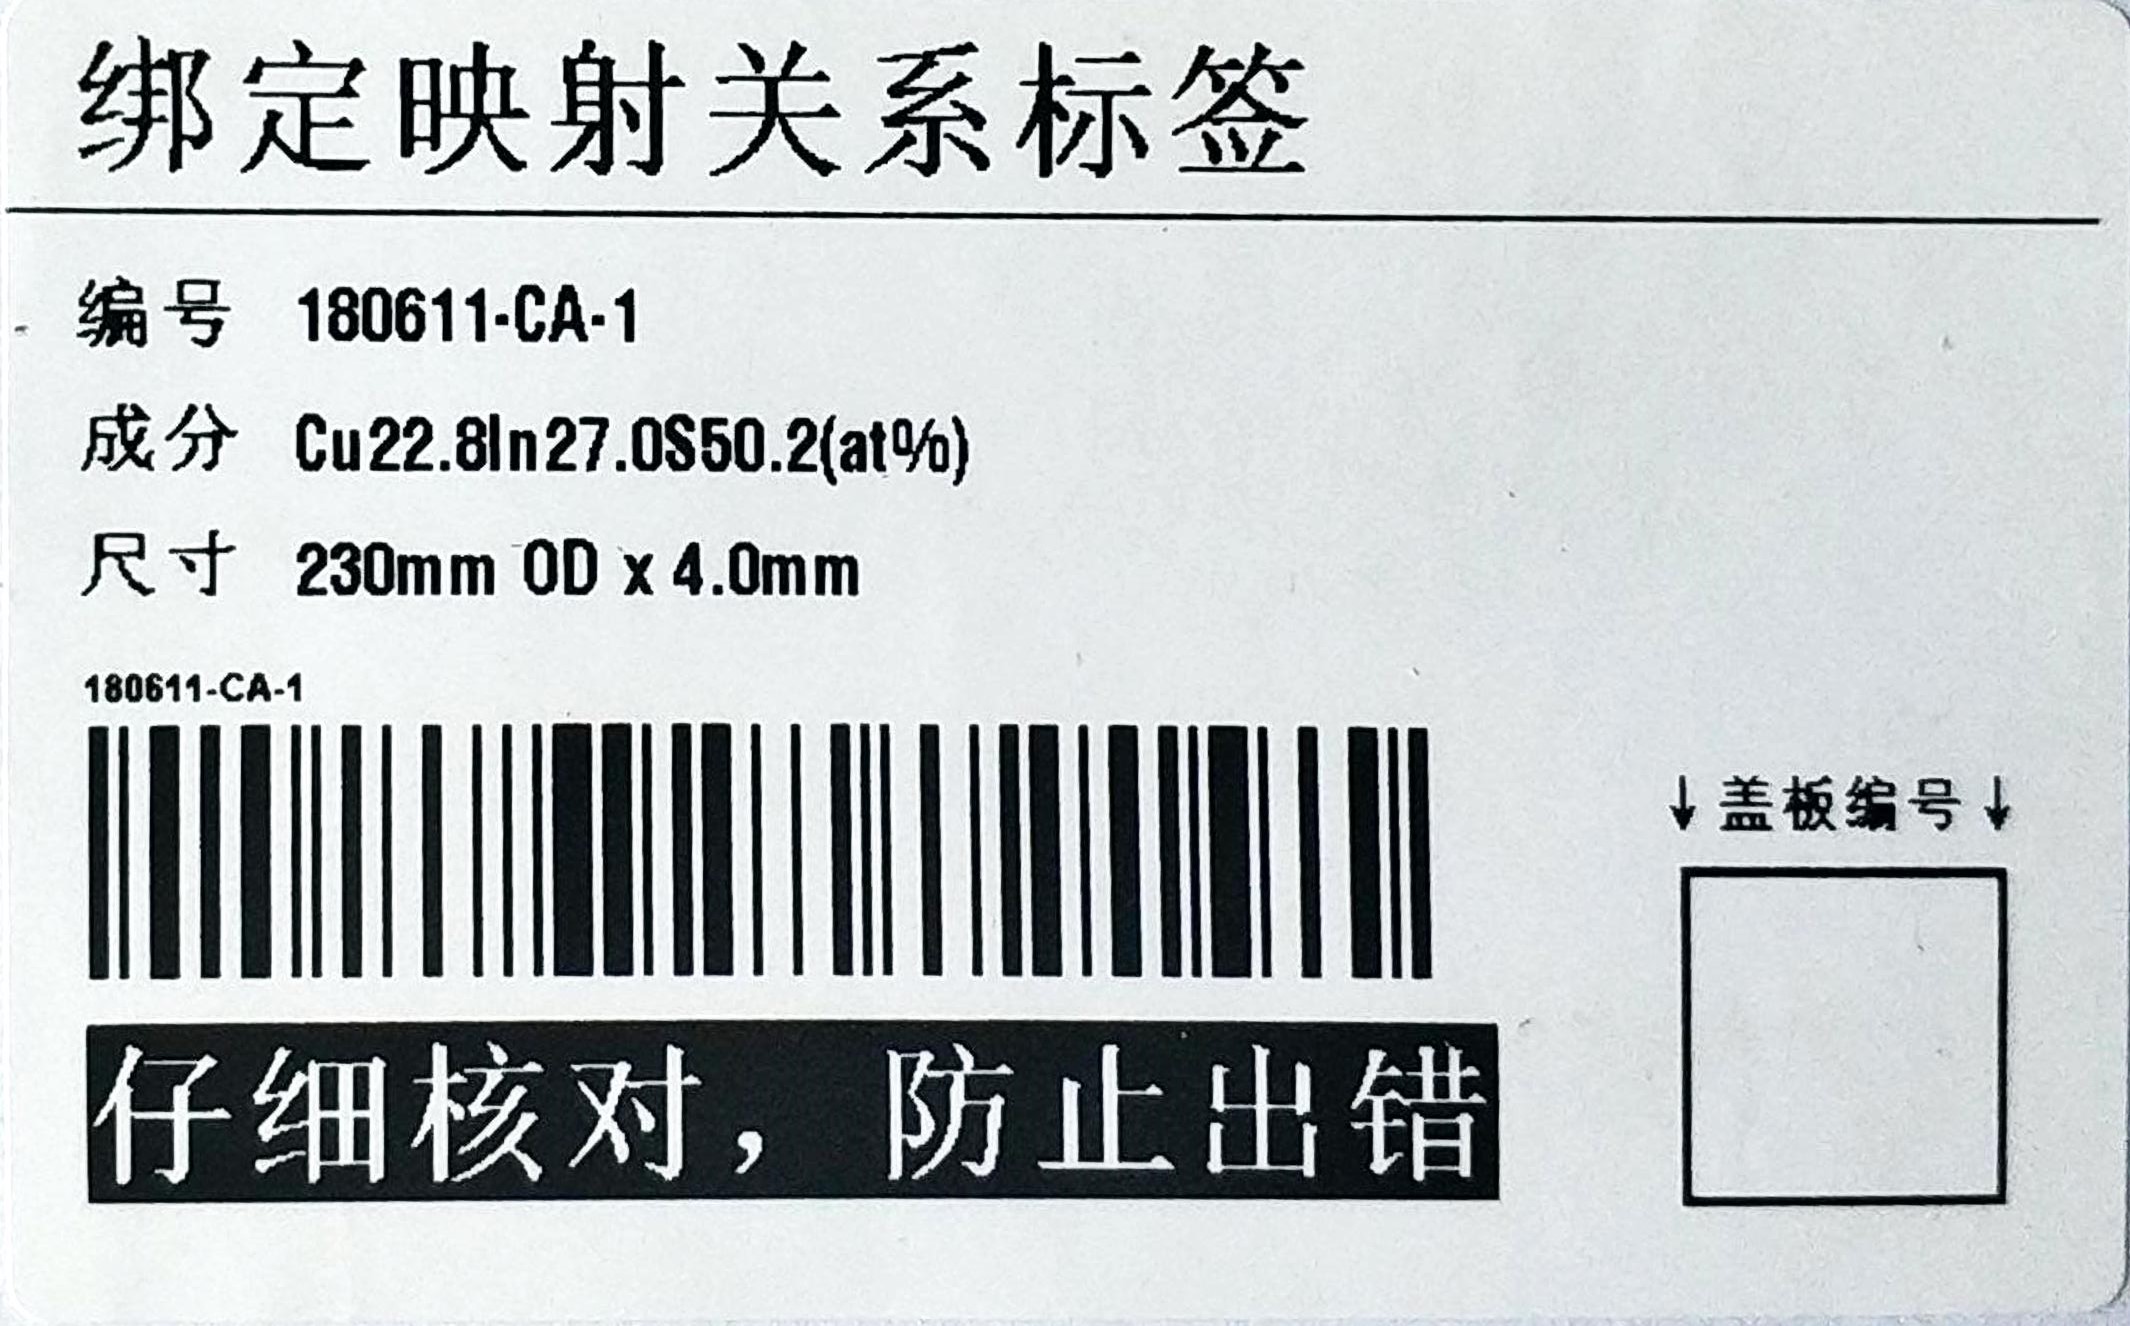 绑定映射关系标签
编号 180611-CA-1
成分 Cu22.8In27.0S50.2(at%)
尺寸 230mm OD x 4.0mm
180611-CA-1
↓盖板编号↓
仔细核对，防止出错